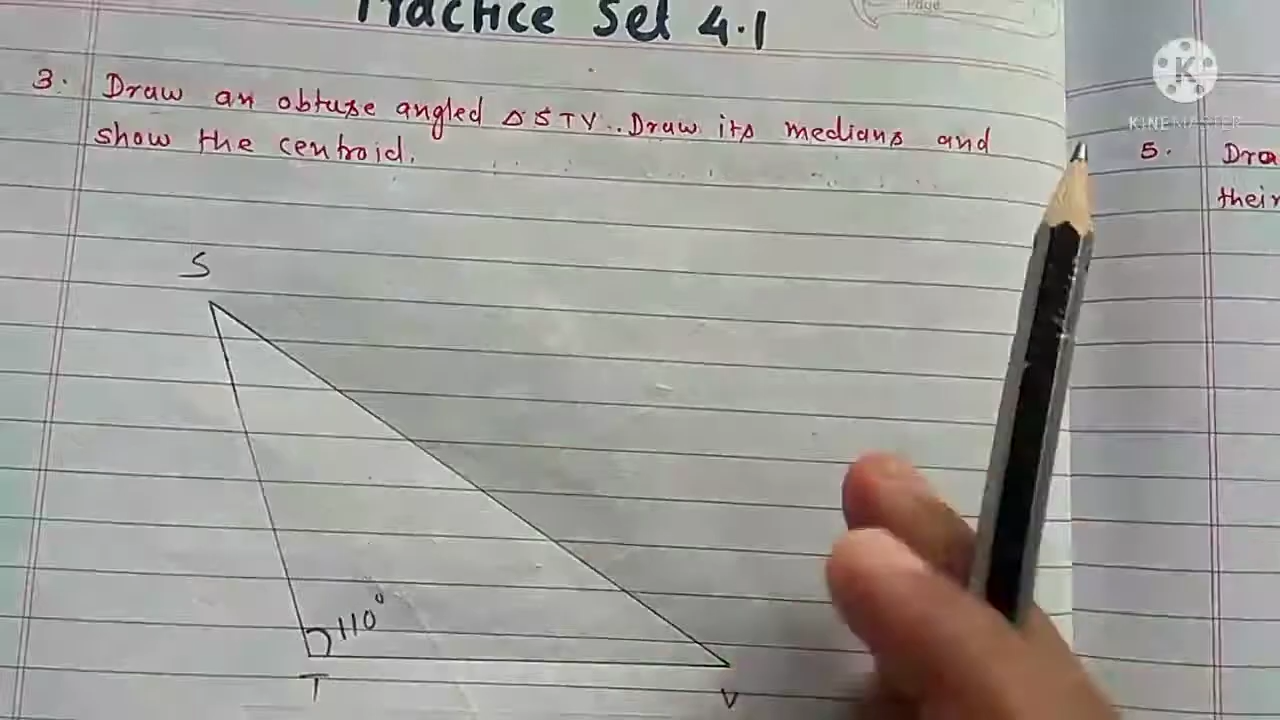 Practice Set 4.1
Page
KINEMASTER
3. Draw an obtuse angled △STV. Draw its medians and
show the centroid.
5. Dra
their
S
110°
T
V